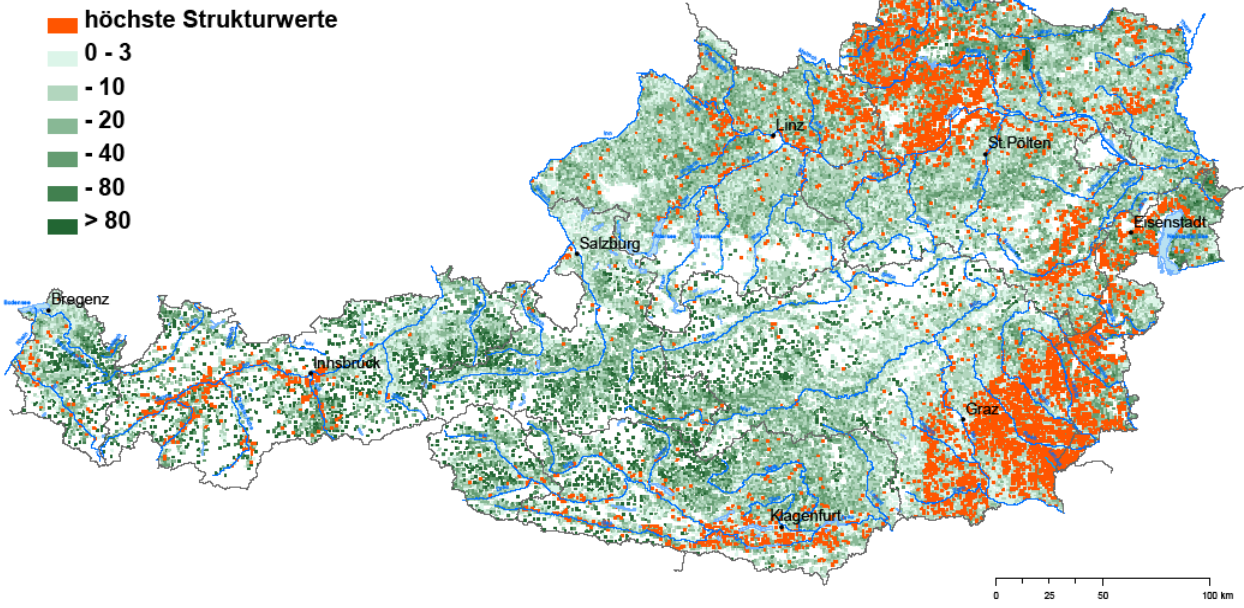 höchste Strukturwerte
0 - 3
- 10
- 20
- 40
- 80
> 80
Linz
St.Pölten
Eisenstadt
Salzburg
Bregenz
Innsbruck
Graz
Klagenfurt
0 25 50 100 km